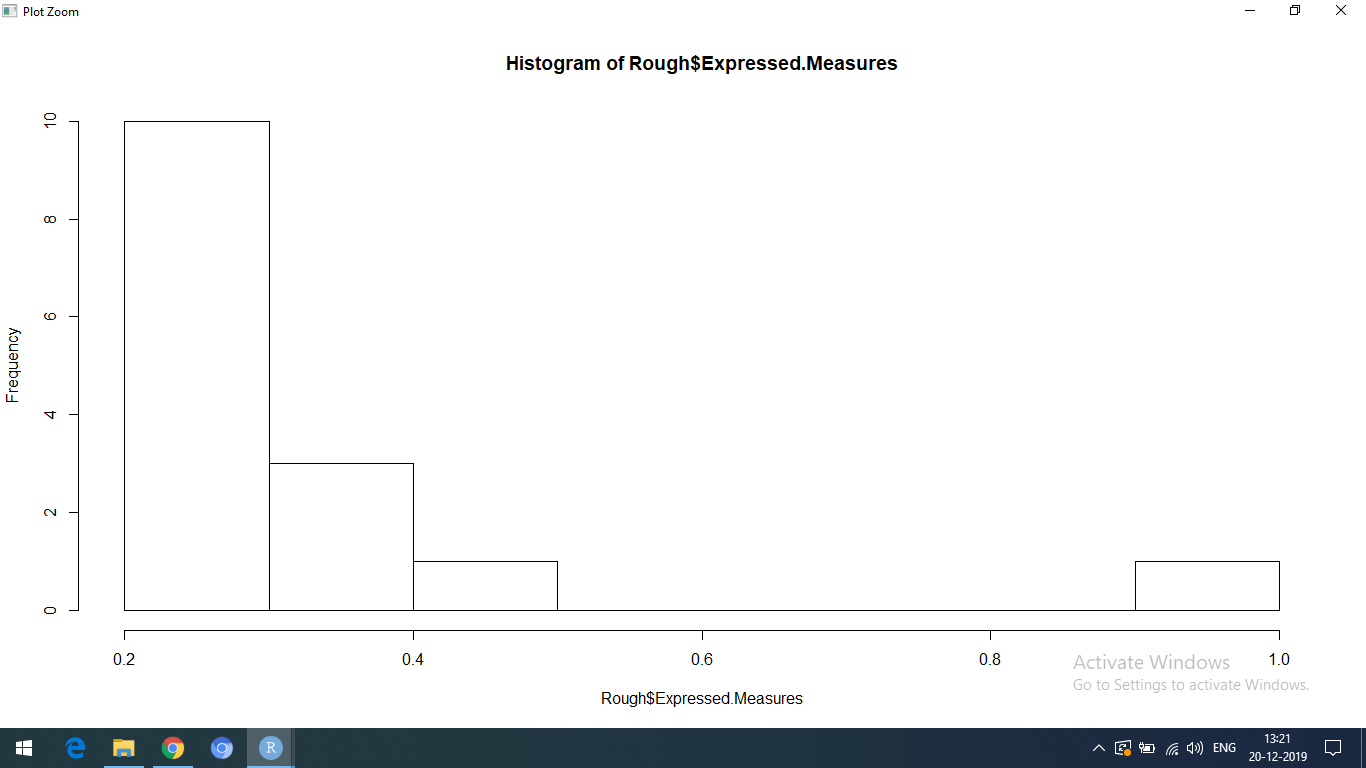 Plot Zoom
Histogram of Rough$Expressed.Measures
10
8
6
4
2
0
Frequency
0.2 0.4 0.6 0.8 1.0
Rough$Expressed.Measures
Activate Windows
Go to Settings to activate Windows.
R
ENG
13:21
20-12-2019